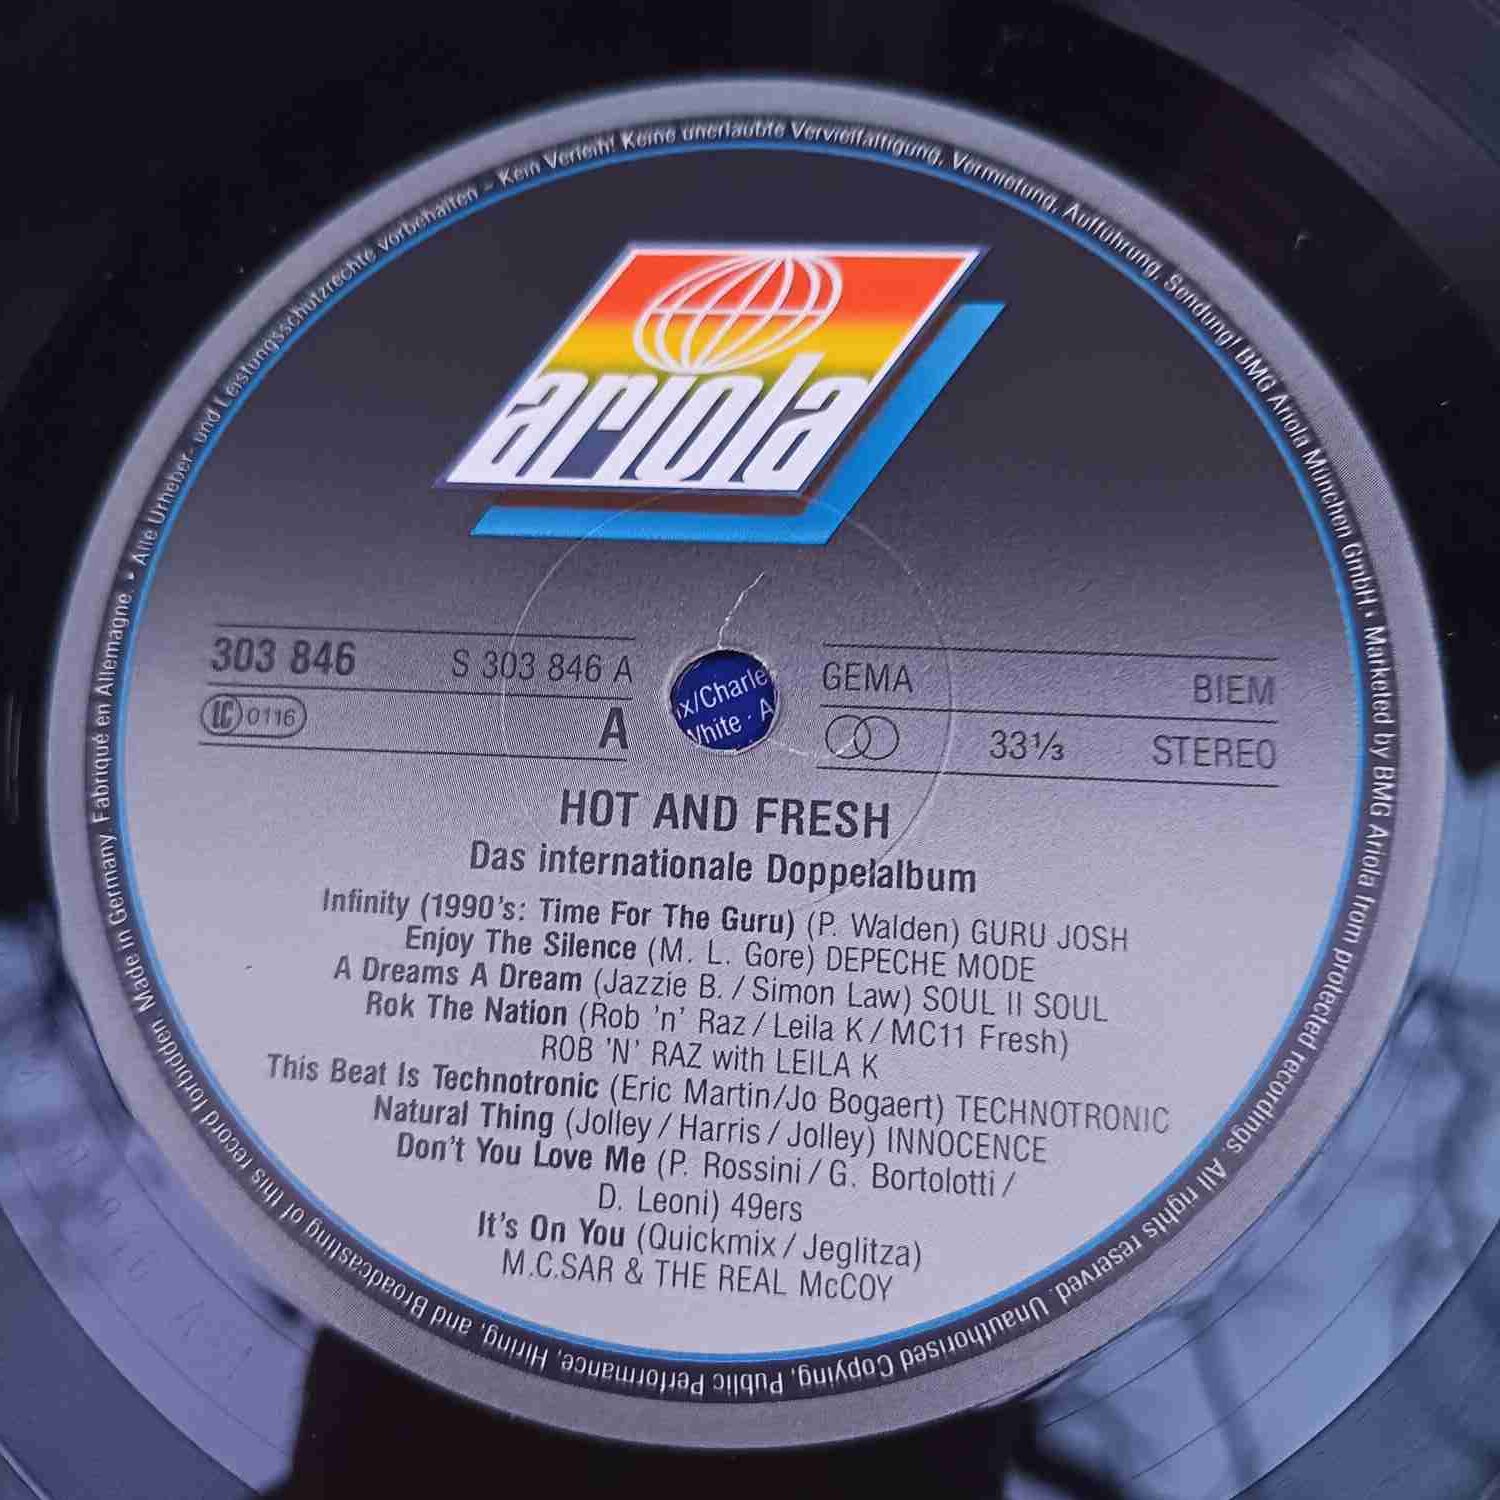 ariola
303 846 S 303 846 A
LC 0116 A
GEMA BIEM
33⅓ STEREO
ix/Charle
White · A
HOT AND FRESH
Das internationale Doppelalbum
Infinity (1990's: Time For The Guru) (P. Walden) GURU JOSH
Enjoy The Silence (M. L. Gore) DEPECHE MODE
A Dreams A Dream (Jazzie B. / Simon Law) SOUL II SOUL
Rok The Nation (Rob 'n' Raz / Leila K / MC11 Fresh)
ROB 'N' RAZ with LEILA K
This Beat Is Technotronic (Eric Martin/Jo Bogaert) TECHNOTRONIC
Natural Thing (Jolley / Harris / Jolley) INNOCENCE
Don't You Love Me (P. Rossini / G. Bortolotti /
D. Leoni) 49ers
It's On You (Quickmix / Jeglitza)
M.C.SAR & THE REAL McCOY
Alle Urheber- und Leistungsschutzrechte vorbehalten – Kein Verleih! Keine unerlaubte Vervielfältigung, Vermietung, Aufführung, Sendung! BMG Ariola München GmbH • Marketed by BMG Ariola from protected recordings. All rights reserved. Unauthorised Copying, Public Performance, Hiring, and Broadcasting of this record forbidden. Made in Germany. Fabriqué en Allemagne. •